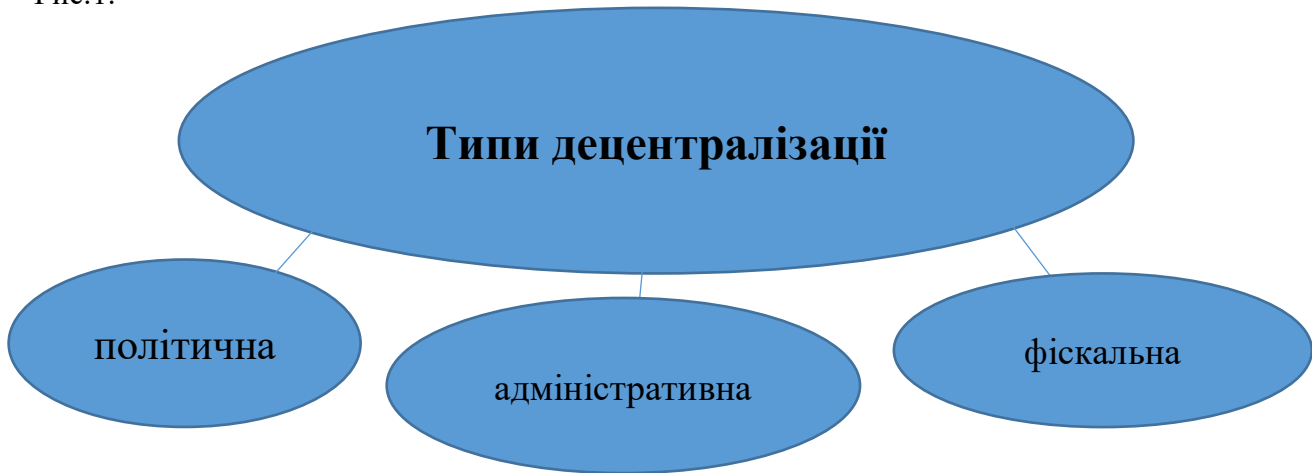 Типи децентралізації
політична
адміністративна
фіскальна